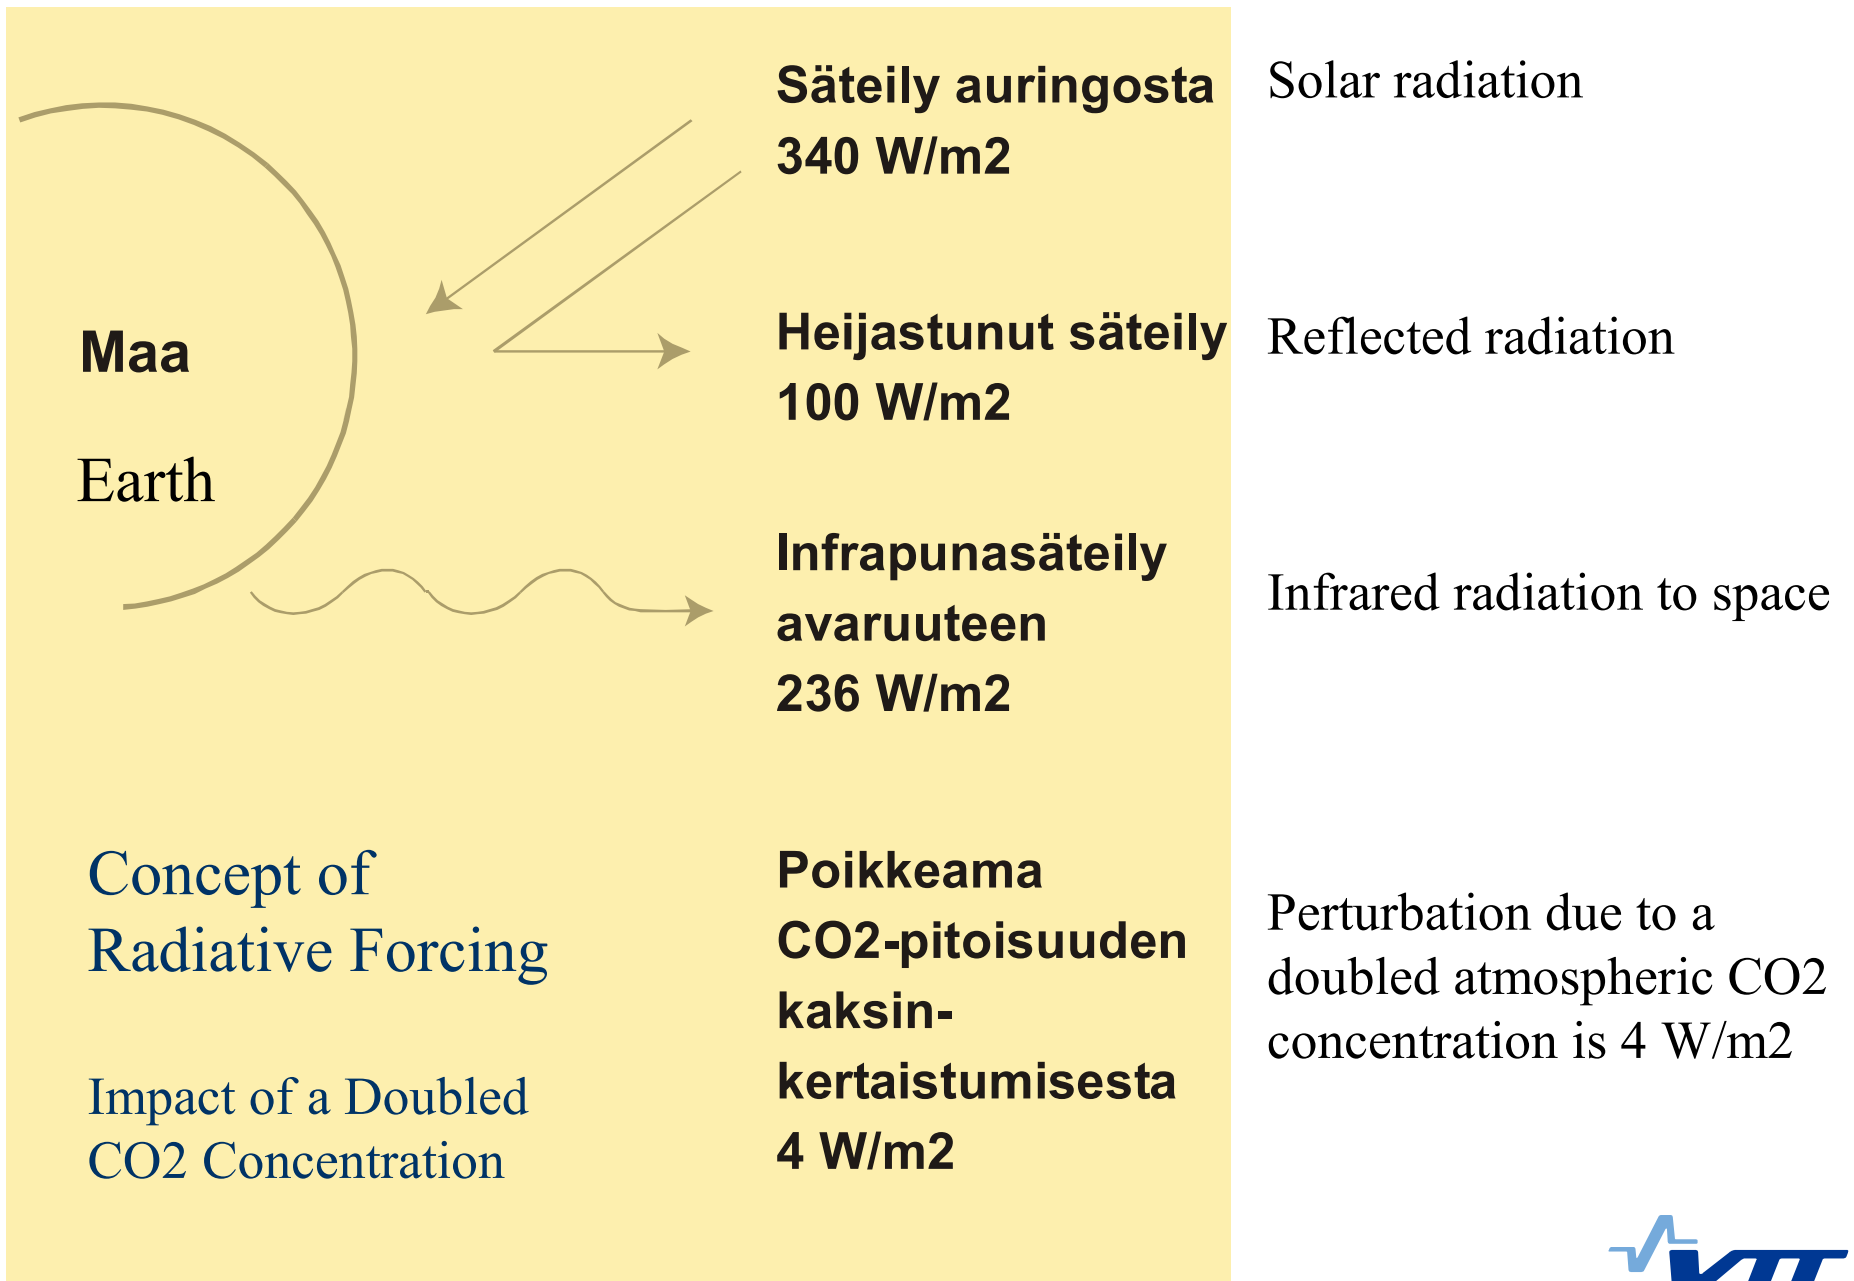 Säteily auringosta
340 W/m2
Solar radiation
Maa
Earth
Heijastunut säteily
100 W/m2
Reflected radiation
Infrapunasäteily
avaruuteen
236 W/m2
Infrared radiation to space
Concept of
Radiative Forcing
Impact of a Doubled
CO2 Concentration
Poikkeama
CO2-pitoisuuden
kaksin-
kertaistumisesta
4 W/m2
Perturbation due to a
doubled atmospheric CO2
concentration is 4 W/m2
VTT